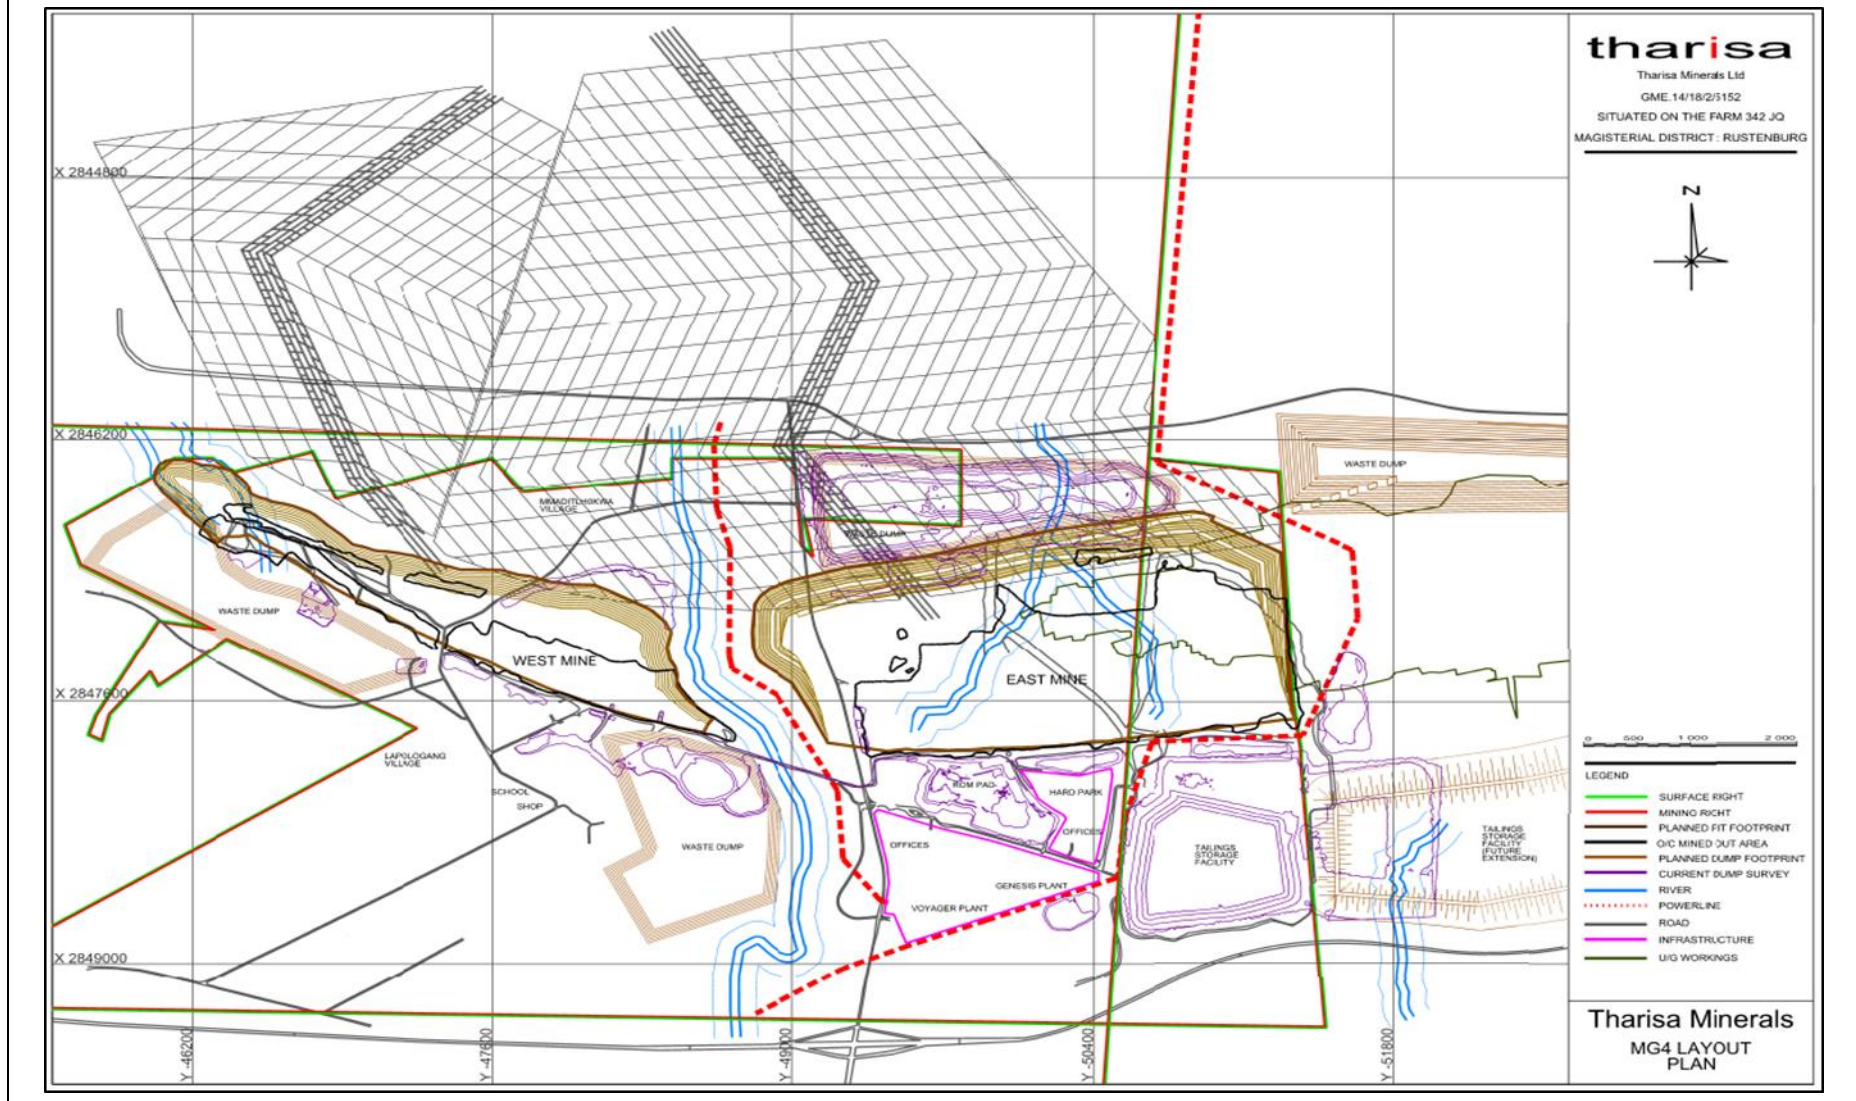 tharisa
Tharisa Minerals Ltd
GME.14/18/2/5152
SITUATED ON THE FARM 342 JQ
MAGISTERIAL DISTRICT : RUSTENBURG
N
X 2844800
X 2846200
X 2847600
X 2849000
WASTE DUMP
MMADITLHOKWA
VILLAGE
WASTE DUMP
WASTE DUMP
WEST MINE
EAST MINE
LAPOLOGANG
VILLAGE
SCHOOL
SHOP
ROM PAD
HARD PARK
OFFICES
OFFICES
WASTE DUMP
TAILINGS
STORAGE
FACILITY
TAILINGS
STORAGE
FACILITY
(FUTURE
EXTENSION)
GENESIS PLANT
VOYAGER PLANT
0 500 1 000 2 000
LEGEND
SURFACE RIGHT
MINING RIGHT
PLANNED PIT FOOTPRINT
O/C MINED OUT AREA
PLANNED DUMP FOOTPRINT
CURRENT DUMP SURVEY
RIVER
POWERLINE
ROAD
INFRASTRUCTURE
U/G WORKINGS
Y -46200
Y -47600
Y -49000
Y -50400
Y -51800
Tharisa Minerals
MG4 LAYOUT
PLAN